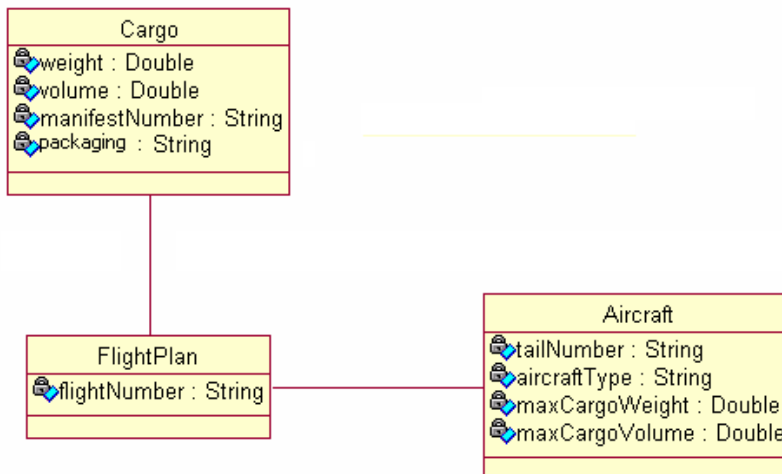 Cargo
weight : Double
volume : Double
manifestNumber : String
packaging : String
FlightPlan
flightNumber : String
Aircraft
tailNumber : String
aircraftType : String
maxCargoWeight : Double
maxCargoVolume : Double